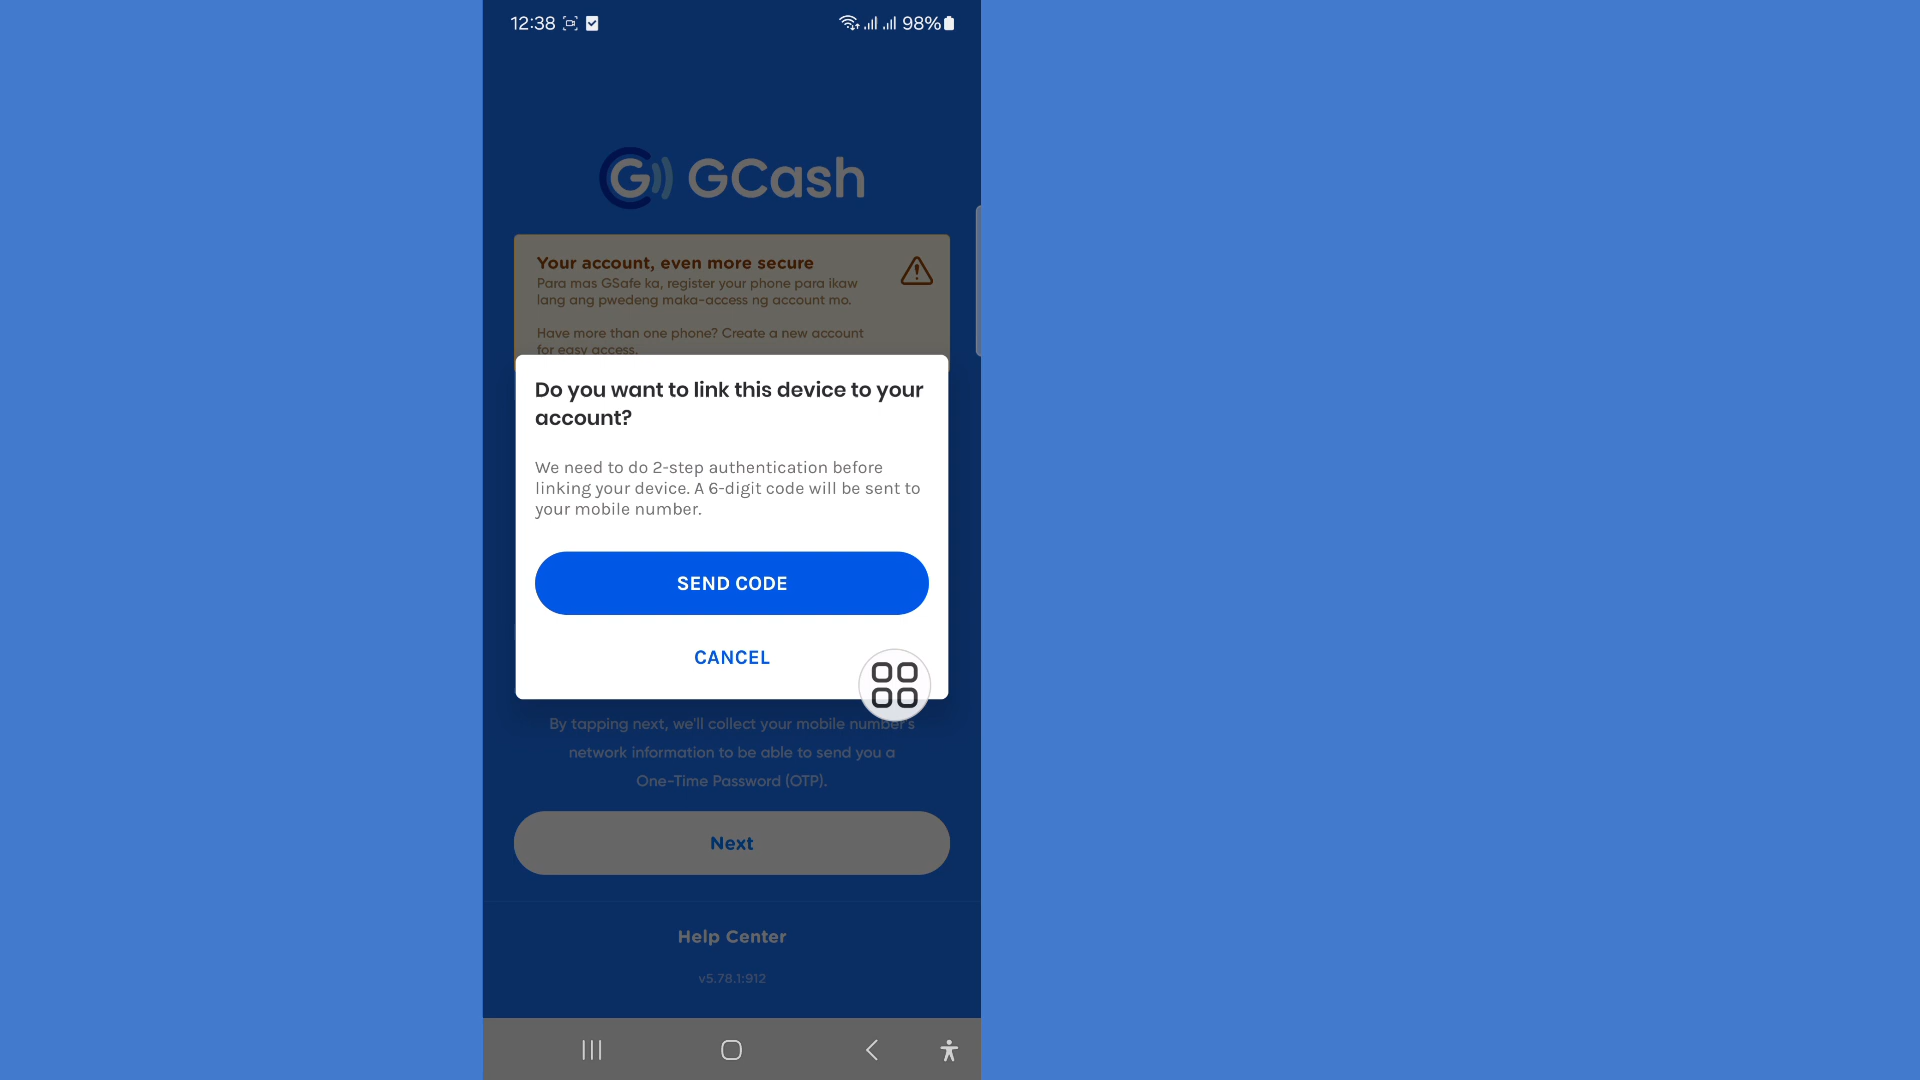 12:38
98%
GCash
Your account, even more secure
Para mas GSafe ka, register your phone para ikaw
lang ang pwedeng maka-access ng account mo.
Have more than one phone? Create a new account
for easy access.
Do you want to link this device to your
account?
We need to do 2-step authentication before
linking your device. A 6-digit code will be sent to
your mobile number.
SEND CODE
CANCEL
By tapping next, we'll collect your mobile number's
network information to be able to send you a
One-Time Password (OTP).
Next
Help Center
v5.78.1:912